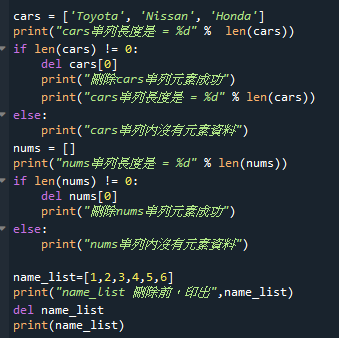 cars = ['Toyota', 'Nissan', 'Honda']
print("cars串列長度是 = %d" %  len(cars))
if len(cars) != 0:
    del cars[0]
    print("刪除cars串列元素成功")
    print("cars串列長度是 = %d" % len(cars))
else:
    print("cars串列內沒有元素資料")
nums = []
print("nums串列長度是 = %d" % len(nums))
if len(nums) != 0:
    del nums[0]
    print("刪除nums串列元素成功")
else:
    print("nums串列內沒有元素資料")

name_list=[1,2,3,4,5,6]
print("name_list 刪除前，印出",name_list)
del name_list
print(name_list)